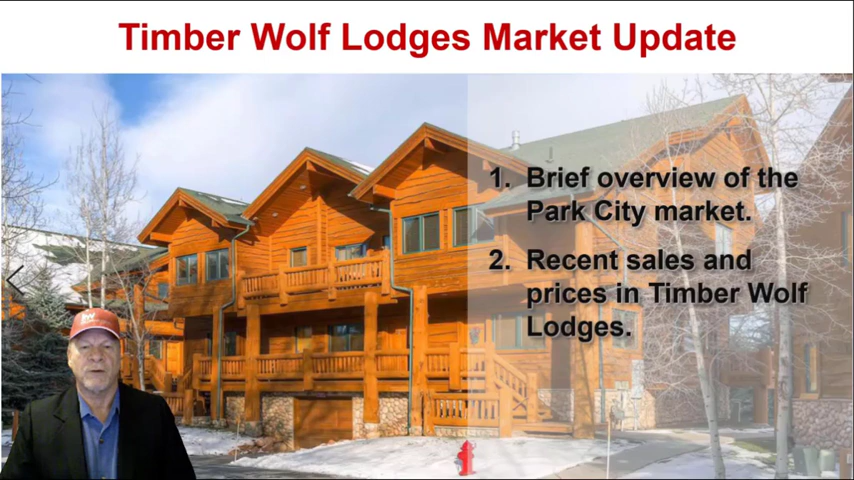 Timber Wolf Lodges Market Update
1. Brief overview of the
Park City market.
2. Recent sales and
prices in Timber Wolf
Lodges.
kw